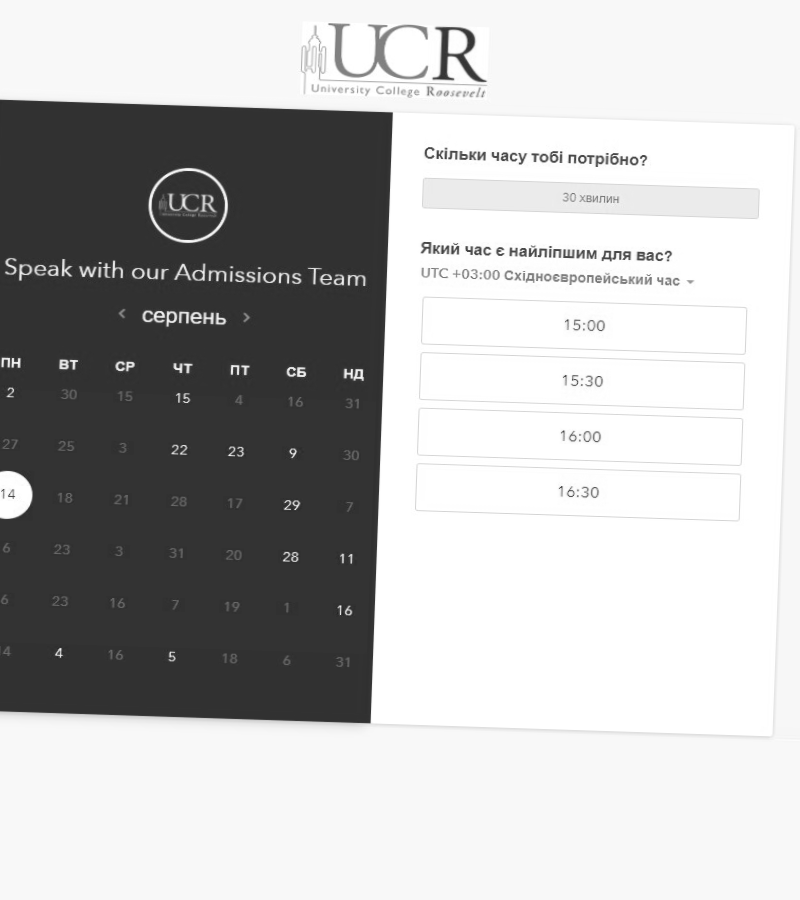 UCR
University College Roosevelt
UCR
Speak with our Admissions Team
серпень
ПН ВТ СР ЧТ ПТ СБ НД
2 30 15 15 4 16 31
27 25 3 22 23 9 30
14 18 21 28 17 29 7
6 23 3 31 20 28 11
6 23 16 7 19 1 16
14 4 16 5 18 6 31
Скільки часу тобі потрібно?
30 хвилин
Який час є найліпшим для вас?
UTC +03:00 Східноєвропейський час
15:00
15:30
16:00
16:30